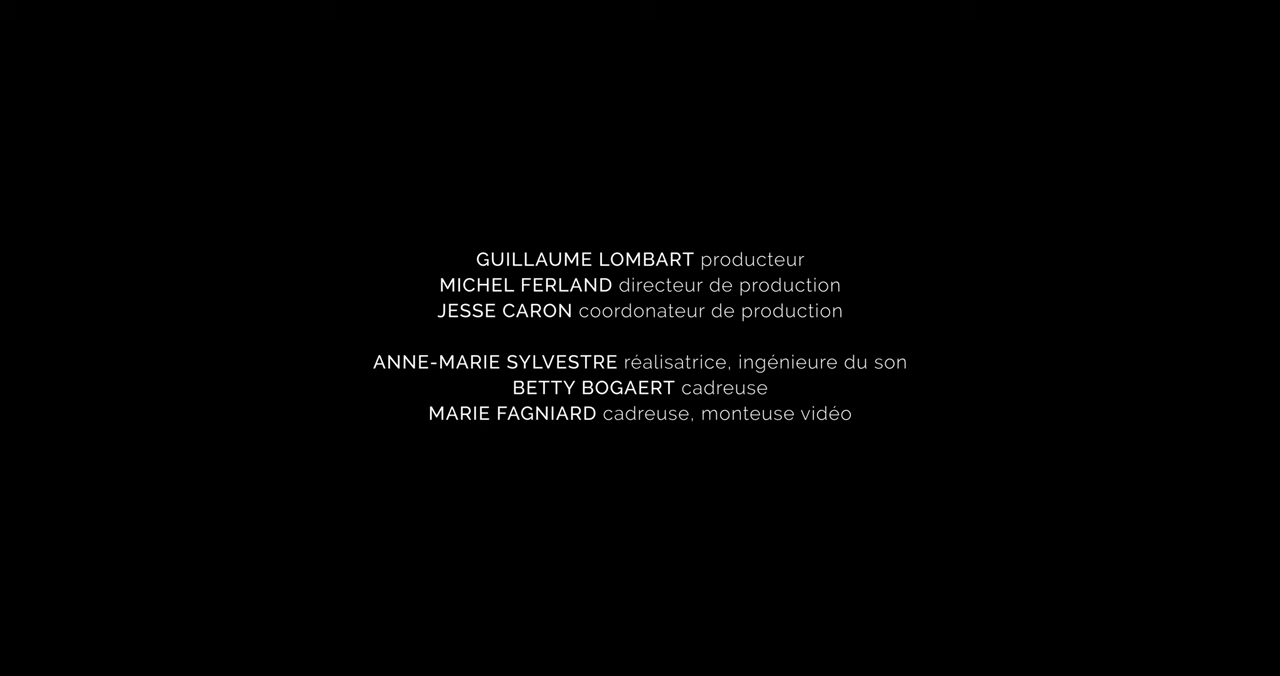 GUILLAUME LOMBART producteur
MICHEL FERLAND directeur de production
JESSE CARON coordonateur de production
ANNE-MARIE SYLVESTRE réalisatrice, ingénieure du son
BETTY BOGAERT cadreuse
MARIE FAGNIARD cadreuse, monteuse vidéo